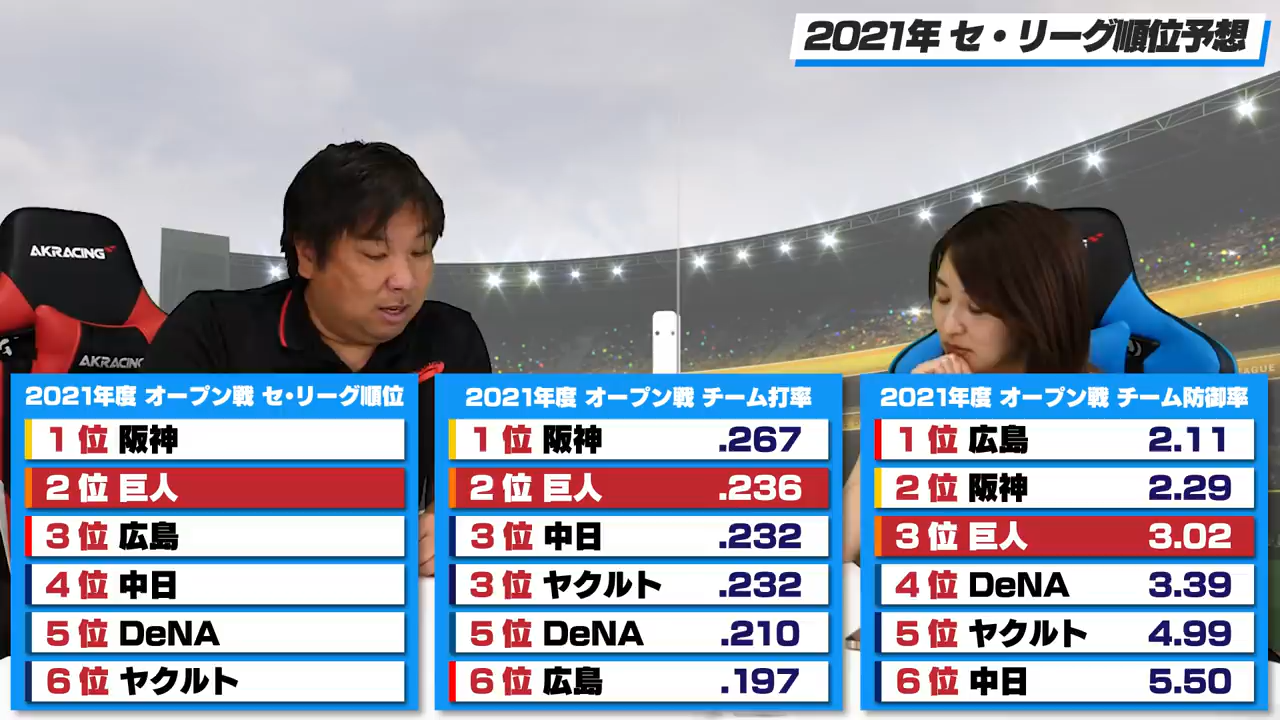 2021年 セ・リーグ順位予想
AKRACING
AKRACING
2021年度 オープン戦 セ・リーグ順位
1位 阪神
2位 巨人
3位 広島
4位 中日
5位 DeNA
6位 ヤクルト
2021年度 オープン戦 チーム打率
1位 阪神 .267
2位 巨人 .236
3位 中日 .232
3位 ヤクルト .232
5位 DeNA .210
6位 広島 .197
2021年度 オープン戦 チーム防御率
1位 広島 2.11
2位 阪神 2.29
3位 巨人 3.02
4位 DeNA 3.39
5位 ヤクルト 4.99
6位 中日 5.50